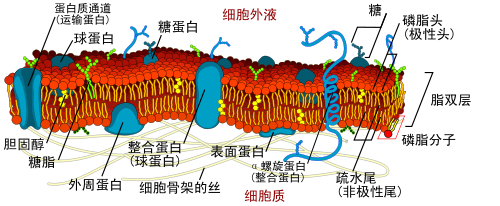 蛋白质通道
(运输蛋白)
球蛋白
糖蛋白
细胞外液
糖
磷脂头
(极性头)
脂双层
磷脂分子
胆固醇
糖脂
外周蛋白
整合蛋白
(球蛋白)
细胞骨架的丝
表面蛋白
α螺旋蛋白
(整合蛋白)
细胞质
疏水尾
(非极性尾)